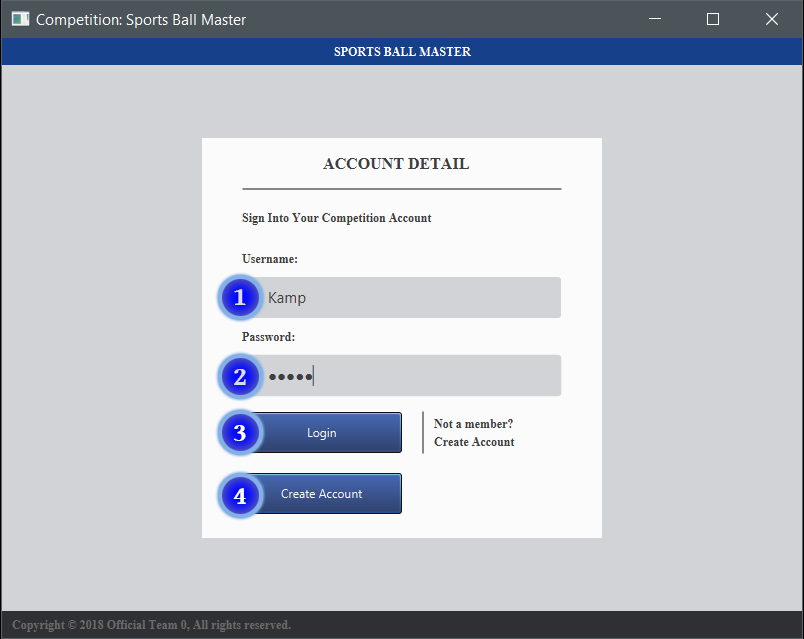 Competition: Sports Ball Master
SPORTS BALL MASTER
ACCOUNT DETAIL
Sign Into Your Competition Account
Username:
1 Kamp
Password:
2 •••••
3 Login
Not a member?
Create Account
4 Create Account
Copyright © 2018 Official Team 0, All rights reserved.